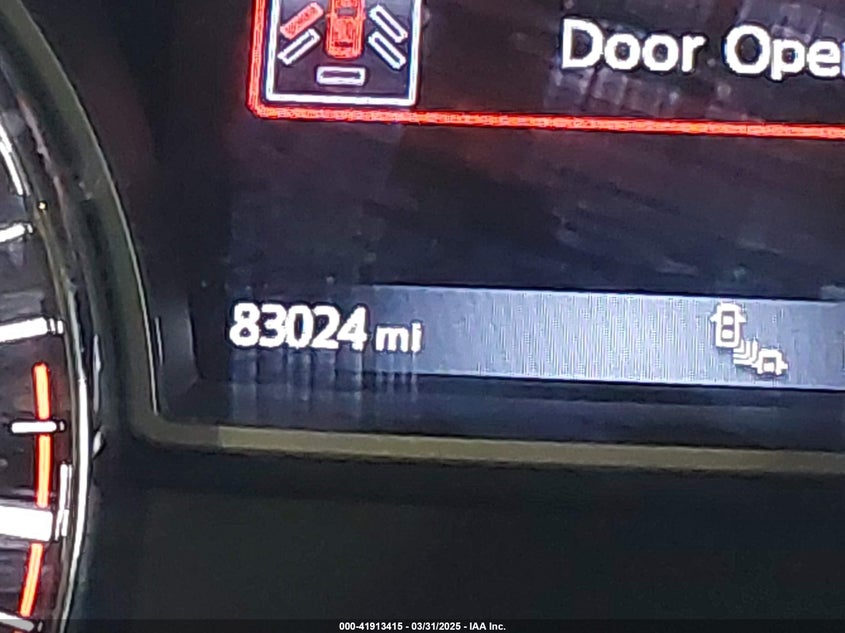 Door Ope
83024 mi
000-41913415 - 03/31/2025 - IAA Inc.